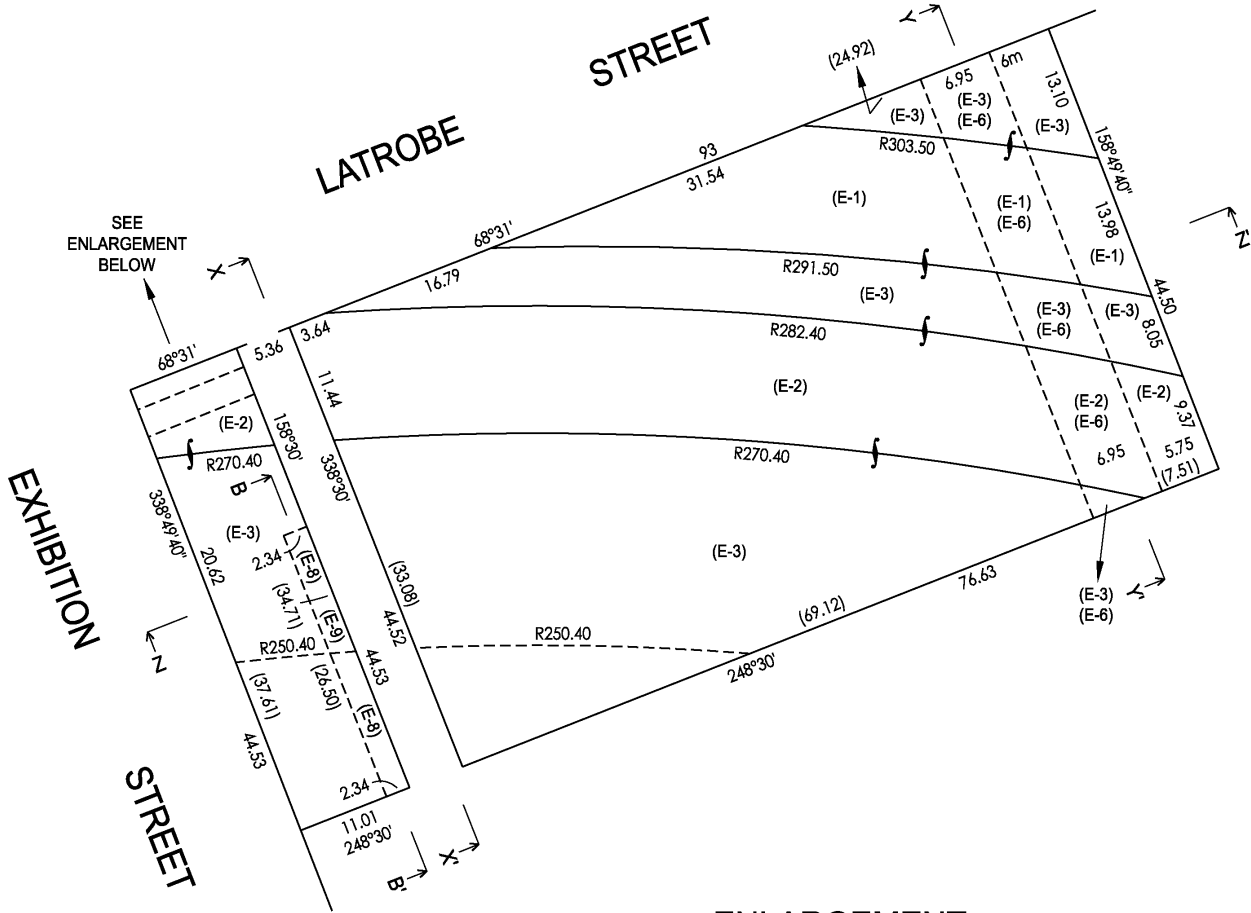 LATROBE
STREET
Y
(24.92)
6.95
6m
(E-3)
(E-3)
(E-6)
(E-3)
13.10
R303.50
158°49'40"
93
31.54
(E-1)
(E-1)
(E-6)
13.98
(E-1)
Z'
SEE
ENLARGEMENT
BELOW
X
68°31'
16.79
R291.50
(E-3)
(E-3)
(E-6)
(E-3)
44.50
8.05
68°31'
5.36
3.64
R282.40
11.44
(E-2)
(E-2)
(E-6)
(E-2)
9.37
(E-2)
158°30'
R270.40
R270.40
6.95
5.75
(7.51)
EXHIBITION
STREET
338°49'40"
B
338°30'
20.62
(E-3)
2.34
(E-8)
(34.71)
(E-9)
(E-3)
(33.08)
44.52
76.63
(69.12)
Y'
(E-3)
(E-6)
Z
R250.40
R250.40
248°30'
(37.61)
(26.50)
44.53
(E-8)
44.53
2.34
11.01
248°30'
B'
X'
ENLARGEMENT